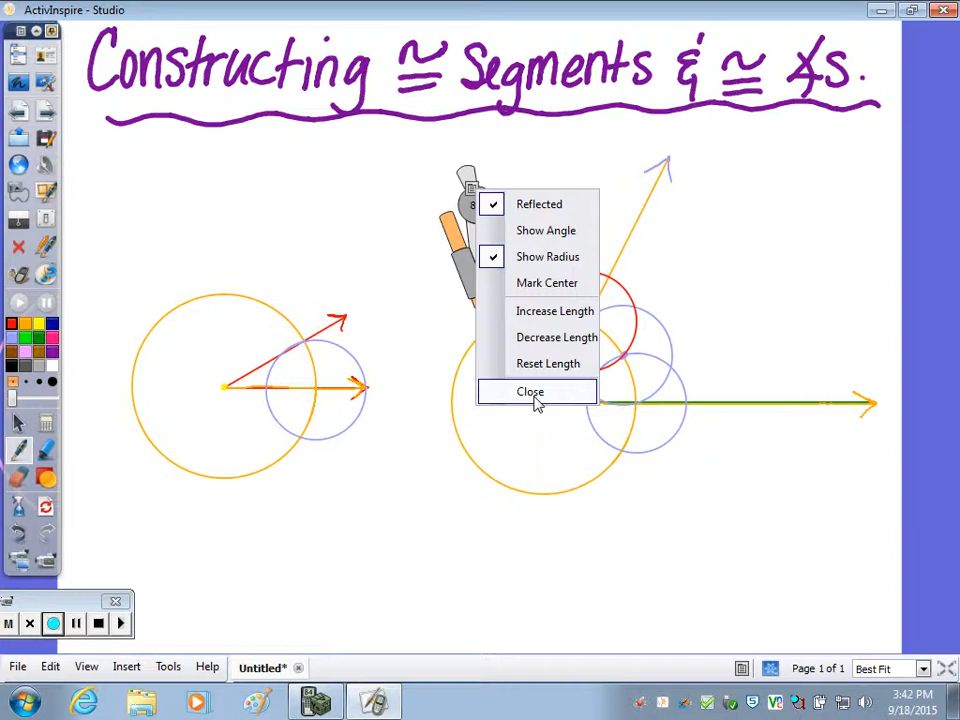 ActivInspire - Studio
Constructing ≅ Segments & ≅ ∡s.
8
Reflected
Show Angle
Show Radius
Mark Center
Increase Length
Decrease Length
Reset Length
Close
M
File Edit View Insert Tools Help Untitled* Page 1 of 1 Best Fit
3:42 PM
9/18/2015